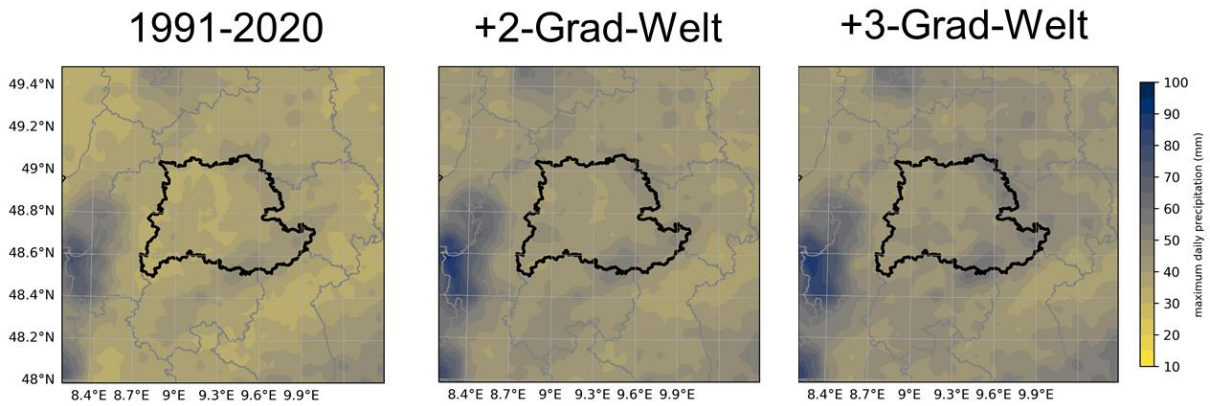 1991-2020 +2-Grad-Welt +3-Grad-Welt
49.4°N
49.2°N
49°N
48.8°N
48.6°N
48.4°N
48.2°N
48°N
8.4°E 8.7°E 9°E 9.3°E 9.6°E 9.9°E
8.4°E 8.7°E 9°E 9.3°E 9.6°E 9.9°E
8.4°E 8.7°E 9°E 9.3°E 9.6°E 9.9°E
100
90
80
70
60
50
40
30
20
10
maximum daily precipitation (mm)